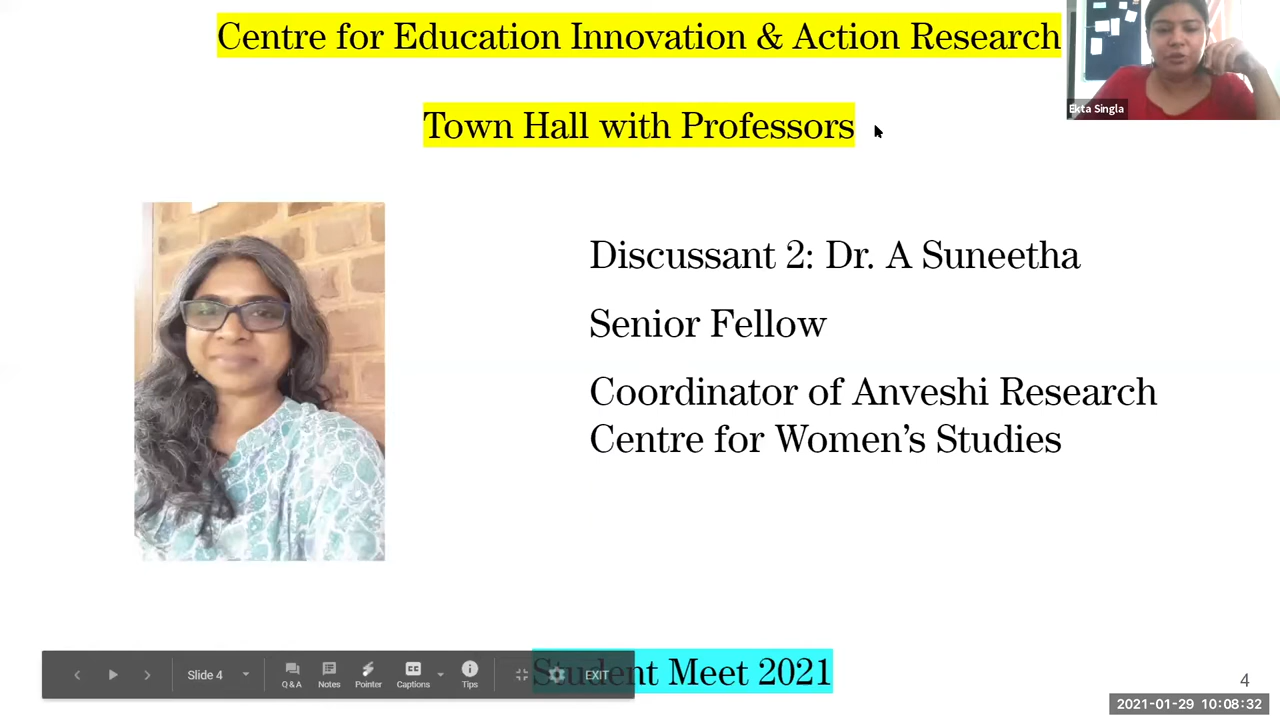 Centre for Education Innovation & Action Research
Ekta Singla
Town Hall with Professors
Discussant 2: Dr. A Suneetha
Senior Fellow
Coordinator of Anveshi Research
Centre for Women’s Studies
Student Meet 2021
Slide 4
Q & A
Notes
Pointer
Captions
Tips
EXIT
4
2021-01-29 10:08:32